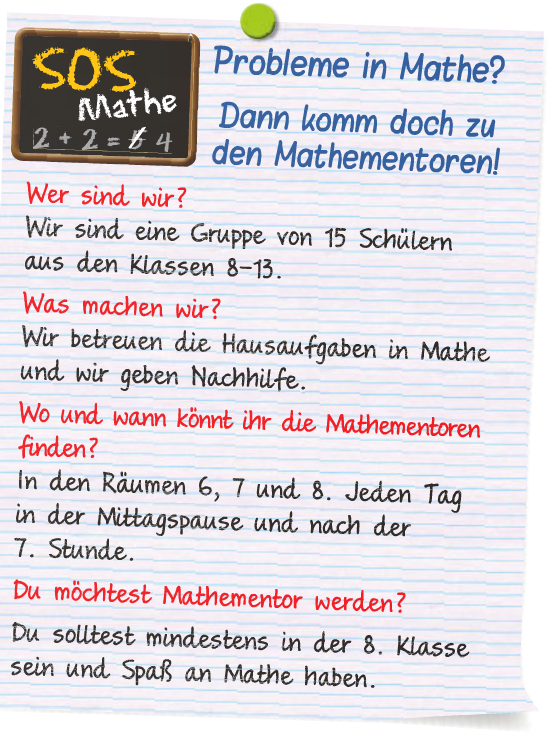 SOS
Mathe
2 + 2 = 5 4
Probleme in Mathe?
Dann komm doch zu
den Mathementoren!
Wer sind wir?
Wir sind eine Gruppe von 15 Schülern
aus den Klassen 8–13.
Was machen wir?
Wir betreuen die Hausaufgaben in Mathe
und wir geben Nachhilfe.
Wo und wann könnt ihr die Mathementoren
finden?
In den Räumen 6, 7 und 8. Jeden Tag
in der Mittagspause und nach der
7. Stunde.
Du möchtest Mathementor werden?
Du solltest mindestens in der 8. Klasse
sein und Spaß an Mathe haben.